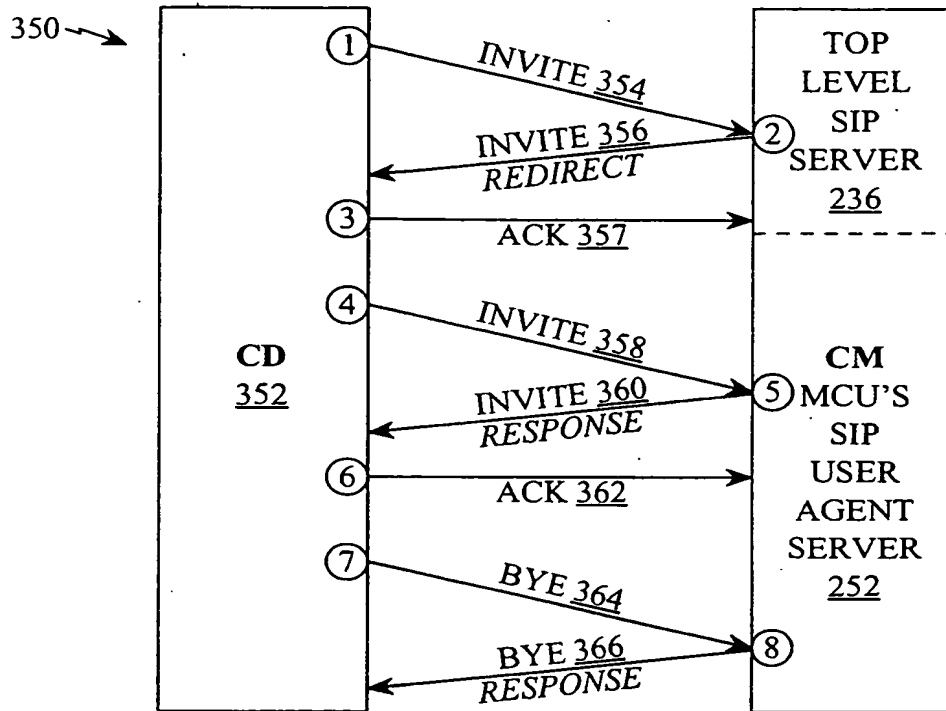 350
1
INVITE 354
2
INVITE 356
REDIRECT
3
ACK 357
TOP
LEVEL
SIP
SERVER
236
4
INVITE 358
5
INVITE 360
RESPONSE
6
ACK 362
7
BYE 364
8
BYE 366
RESPONSE
CD
352
CM
MCU'S
SIP
USER
AGENT
SERVER
252